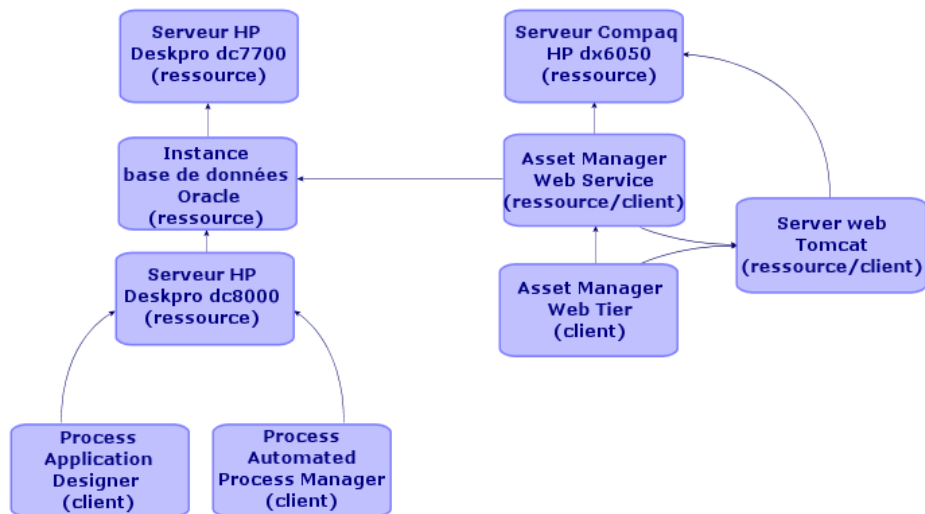 Serveur HP
Deskpro dc7700
(ressource)
Serveur Compaq
HP dx6050
(ressource)
Instance
base de données
Oracle
(ressource)
Asset Manager
Web Service
(ressource/client)
Server web
Tomcat
(ressource/client)
Serveur HP
Deskpro dc8000
(ressource)
Asset Manager
Web Tier
(client)
Process
Application
Designer
(client)
Process
Automated
Process Manager
(client)